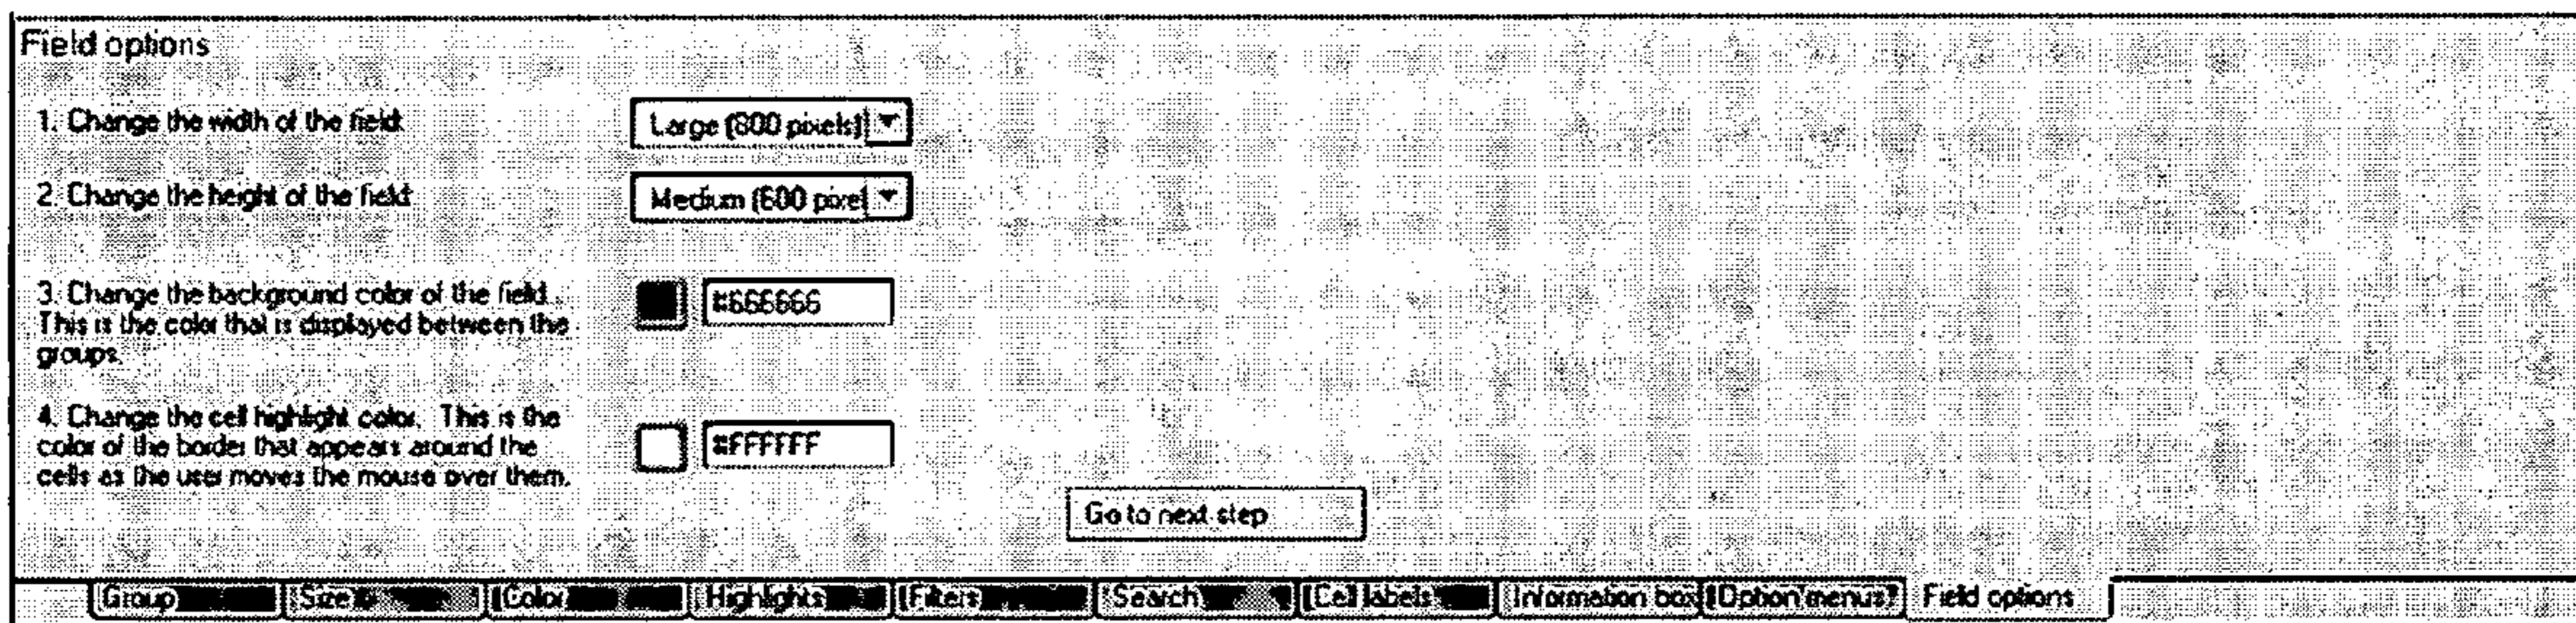 Field options
1. Change the width of the field:
Large (800 pixels)
2. Change the height of the field:
Medium (600 pixel
3. Change the background color of the field.
This is the color that is displayed between the
groups.
#666666
4. Change the cell highlight color. This is the
color of the border that appears around the
cells as the user moves the mouse over them.
#FFFFFF
Go to next step
Group Size Color Highlights Filters Search Cell labels Information box Option menus Field options